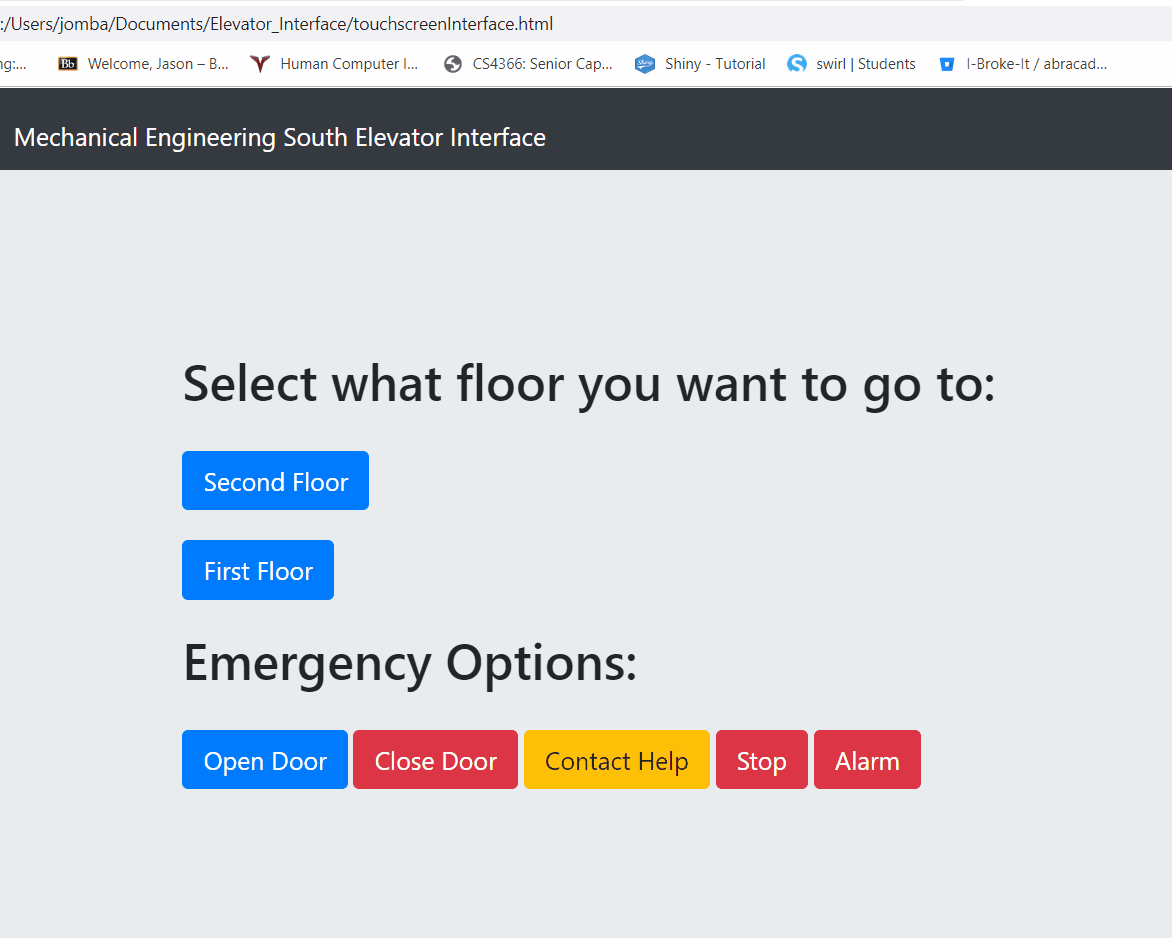 :/Users/jomba/Documents/Elevator_Interface/touchscreenInterface.html
ng:... Bb Welcome, Jason – B... Human Computer I... CS4366: Senior Cap... Shiny - Tutorial swirl | Students I-Broke-It / abracad...
Mechanical Engineering South Elevator Interface
Select what floor you want to go to:
Second Floor
First Floor
Emergency Options:
Open Door Close Door Contact Help Stop Alarm